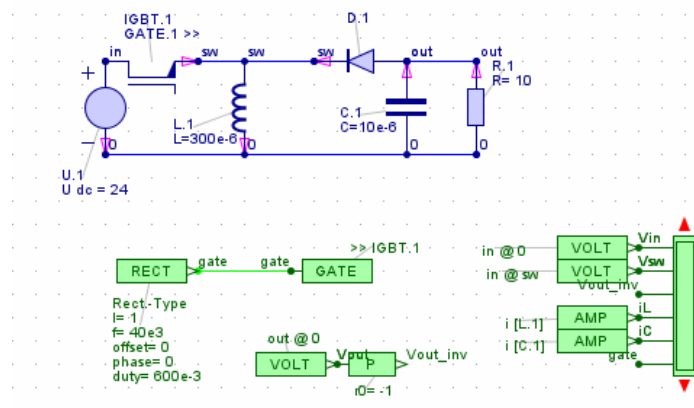 IGBT.1
GATE.1 >>
D.1
in
sw
sw
sw
out
out
R.1
R= 10
+
L.1
L=300e-6
C.1
C=10e-6
−
0
0
0
0
U.1
U dc = 24
>> IGBT.1
RECT
gate
gate
GATE
Rect.-Type
I= 1
f= 40e3
offset= 0
phase= 0
duty= 600e-3
out @ 0
VOLT
Vout
P
Vout_inv
r0= -1
in @ 0
VOLT
Vin
in @ sw
VOLT
Vsw
Vout_inv
i [L.1]
AMP
iL
i [C.1]
AMP
iC
gate